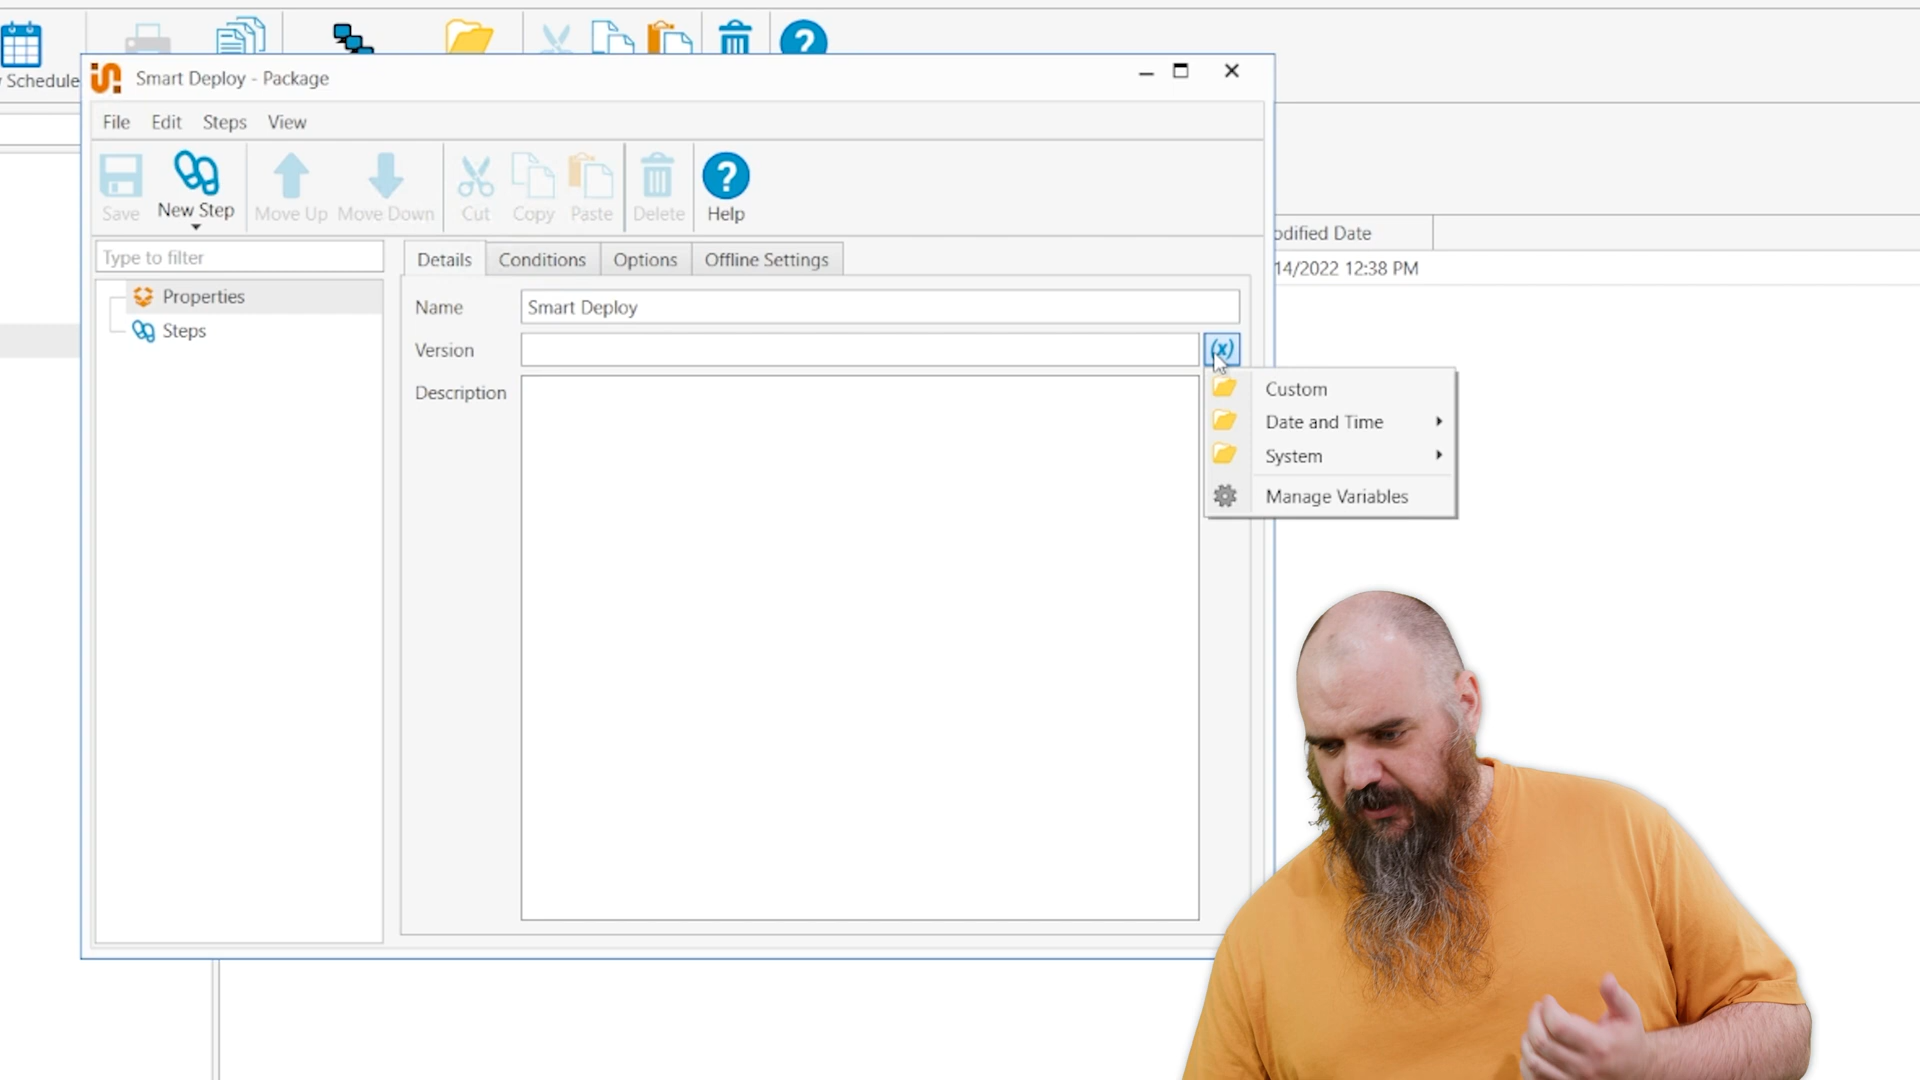 Schedule
Smart Deploy - Package
File Edit Steps View
Save New Step Move Up Move Down Cut Copy Paste Delete Help
Type to filter
Properties
Steps
Details Conditions Options Offline Settings
Name Smart Deploy
Version
(x)
Description
Custom
Date and Time
System
Manage Variables
odified Date
14/2022 12:38 PM